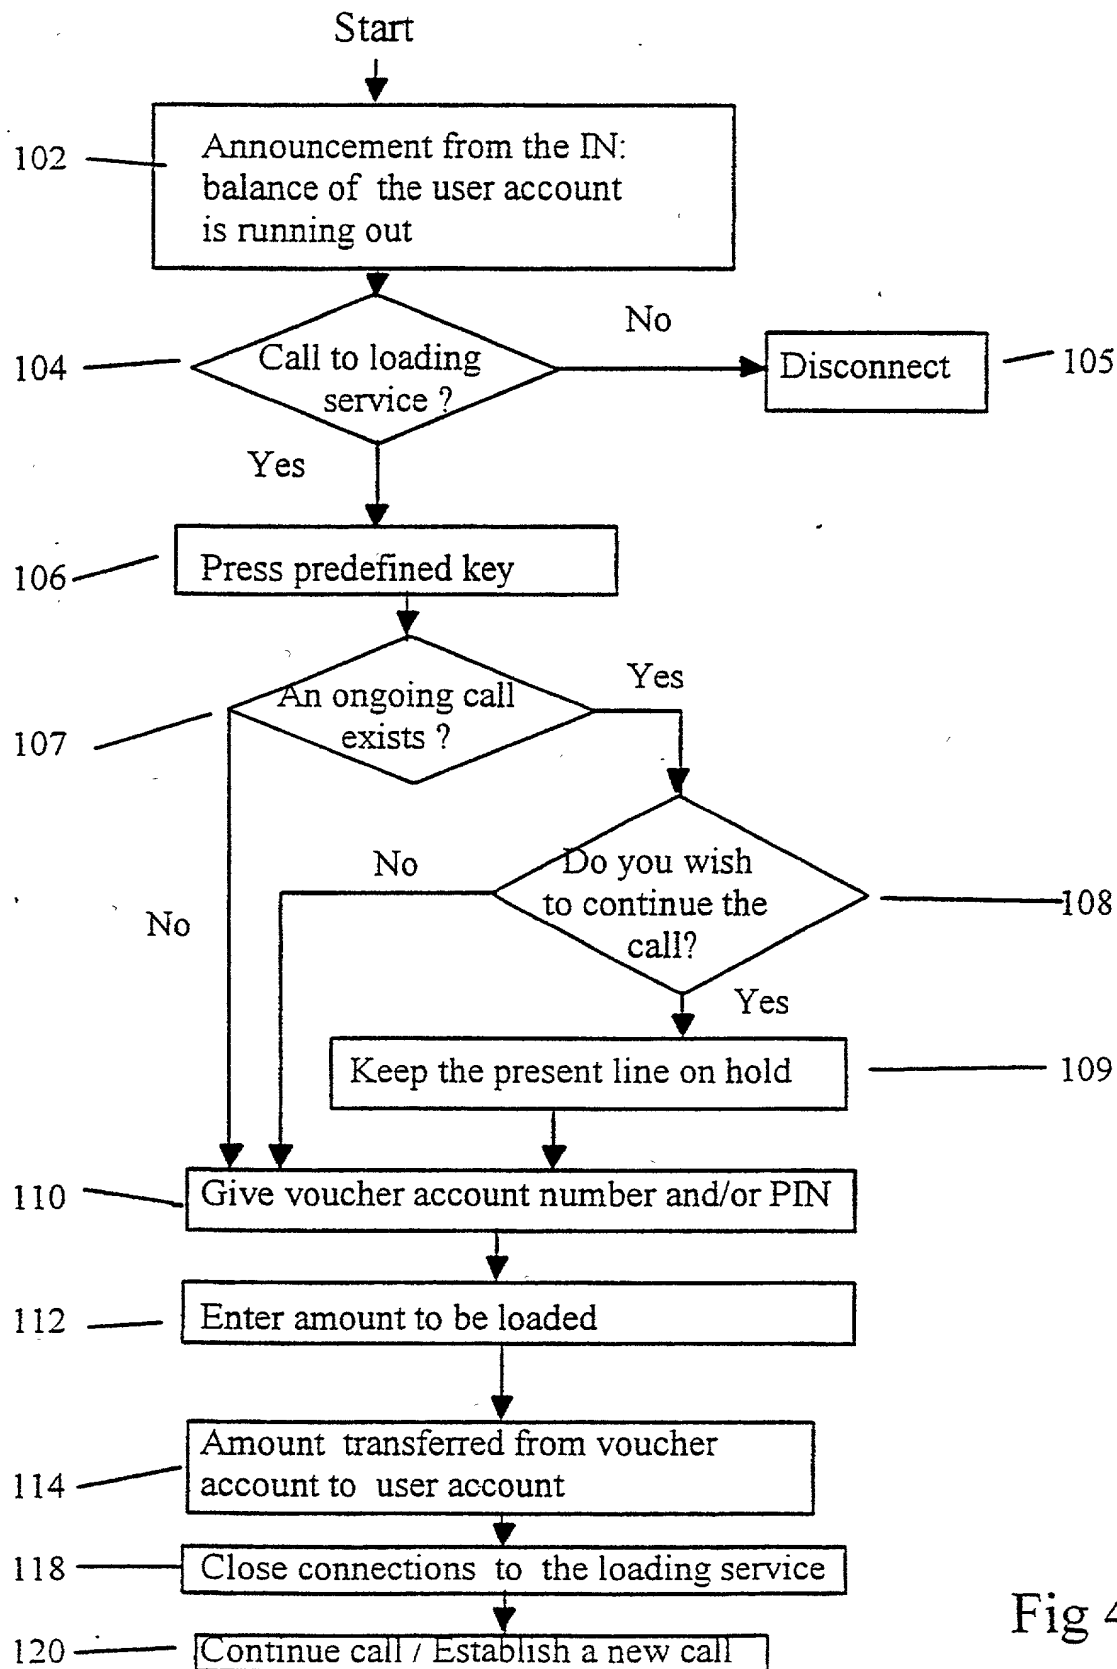 Start
102
Announcement from the IN:
balance of the user account
is running out
No
104
Call to loading
service ?
Disconnect
105
Yes
106
Press predefined key
107
An ongoing call
exists ?
Yes
No
Do you wish
to continue the
call?
108
No
Yes
Keep the present line on hold
109
110
Give voucher account number and/or PIN
112
Enter amount to be loaded
114
Amount transferred from voucher
account to user account
118
Close connections to the loading service
120
Continue call / Establish a new call
Fig 4